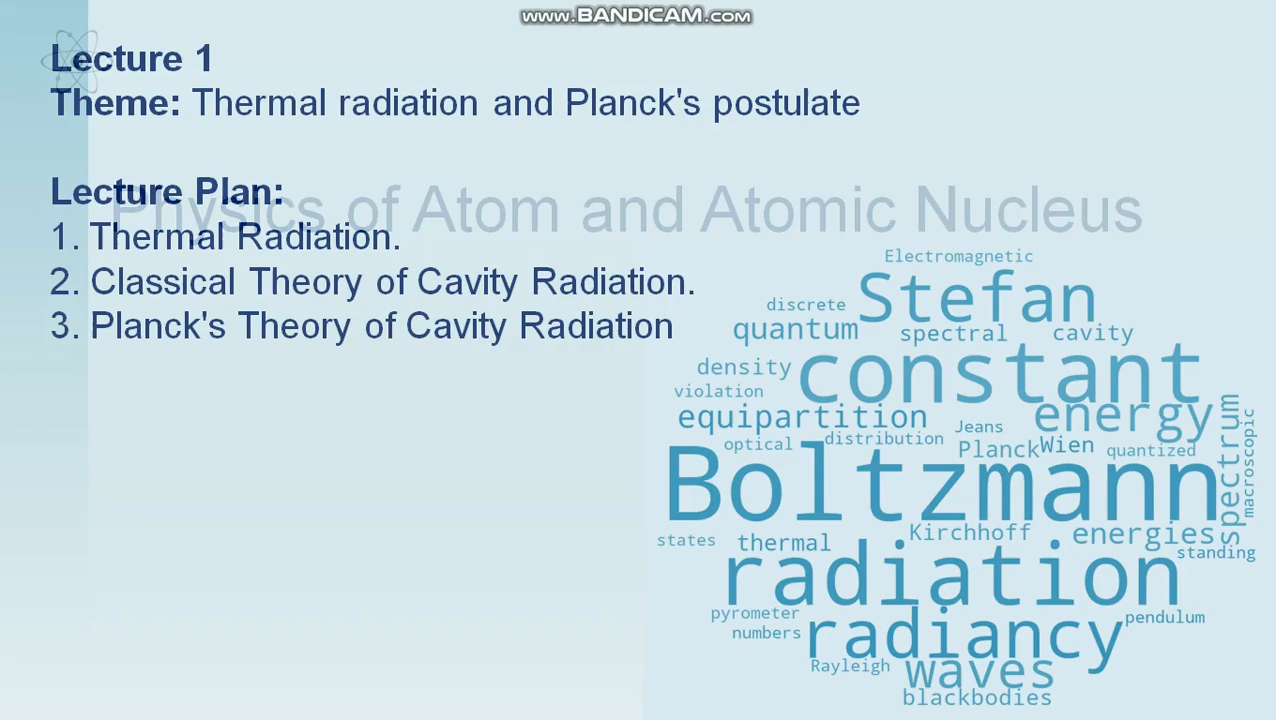 www.BANDICAM.com
Lecture 1
Theme: Thermal radiation and Planck's postulate
Lecture Plan:
Physics of Atom and Atomic Nucleus
1. Thermal Radiation.
2. Classical Theory of Cavity Radiation.
3. Planck's Theory of Cavity Radiation
Electromagnetic
Stefan
discrete
quantum
spectral
cavity
constant
density
violation
equipartition
energy
spectrum
macroscopic
Jeans
optical
distribution
Planck
Wien
quantized
Boltzmann
Kirchhoff
energies
states
thermal
standing
radiation
pyrometer
numbers
radiancy
pendulum
Rayleigh
waves
blackbodies